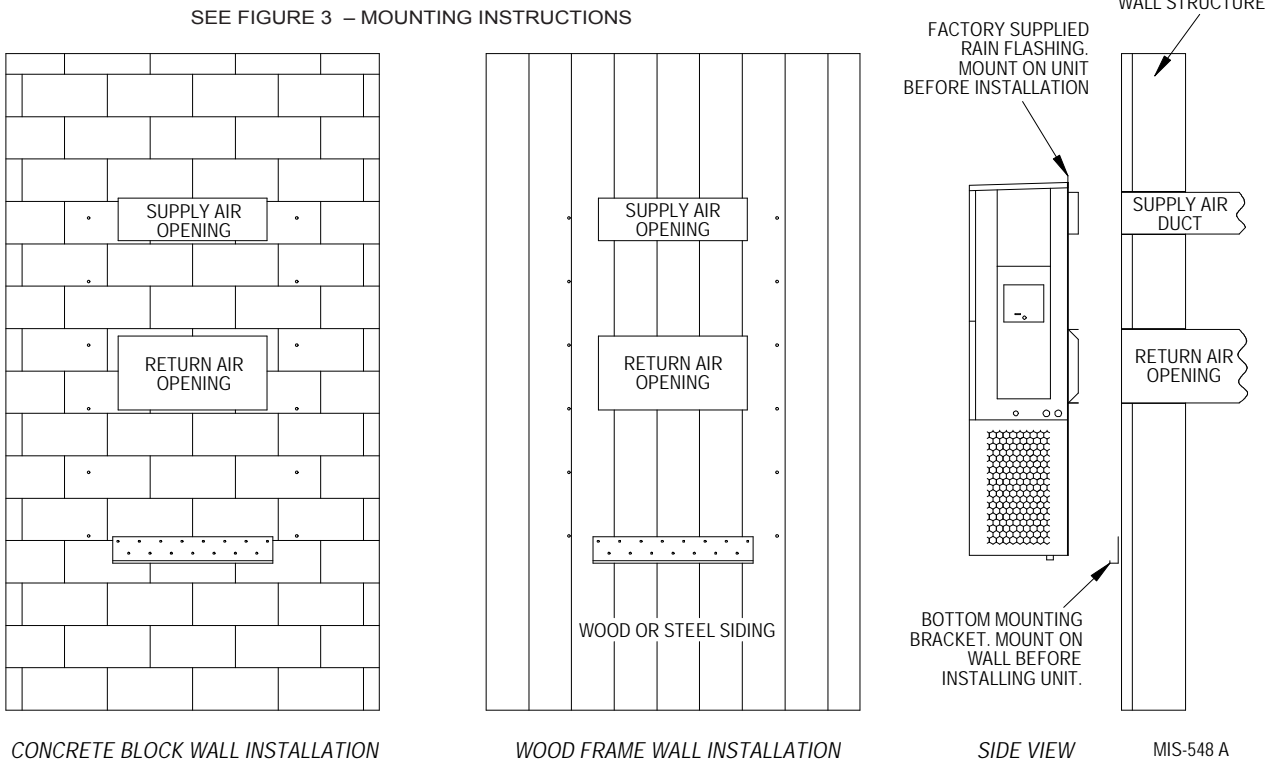 SEE FIGURE 3 – MOUNTING INSTRUCTIONS
WALL STRUCTURE
FACTORY SUPPLIED
RAIN FLASHING.
MOUNT ON UNIT
BEFORE INSTALLATION
SUPPLY AIR
OPENING
RETURN AIR
OPENING
SUPPLY AIR
OPENING
RETURN AIR
OPENING
WOOD OR STEEL SIDING
SUPPLY AIR
DUCT
RETURN AIR
OPENING
BOTTOM MOUNTING
BRACKET. MOUNT ON
WALL BEFORE
INSTALLING UNIT.
CONCRETE BLOCK WALL INSTALLATION
WOOD FRAME WALL INSTALLATION
SIDE VIEW
MIS-548 A